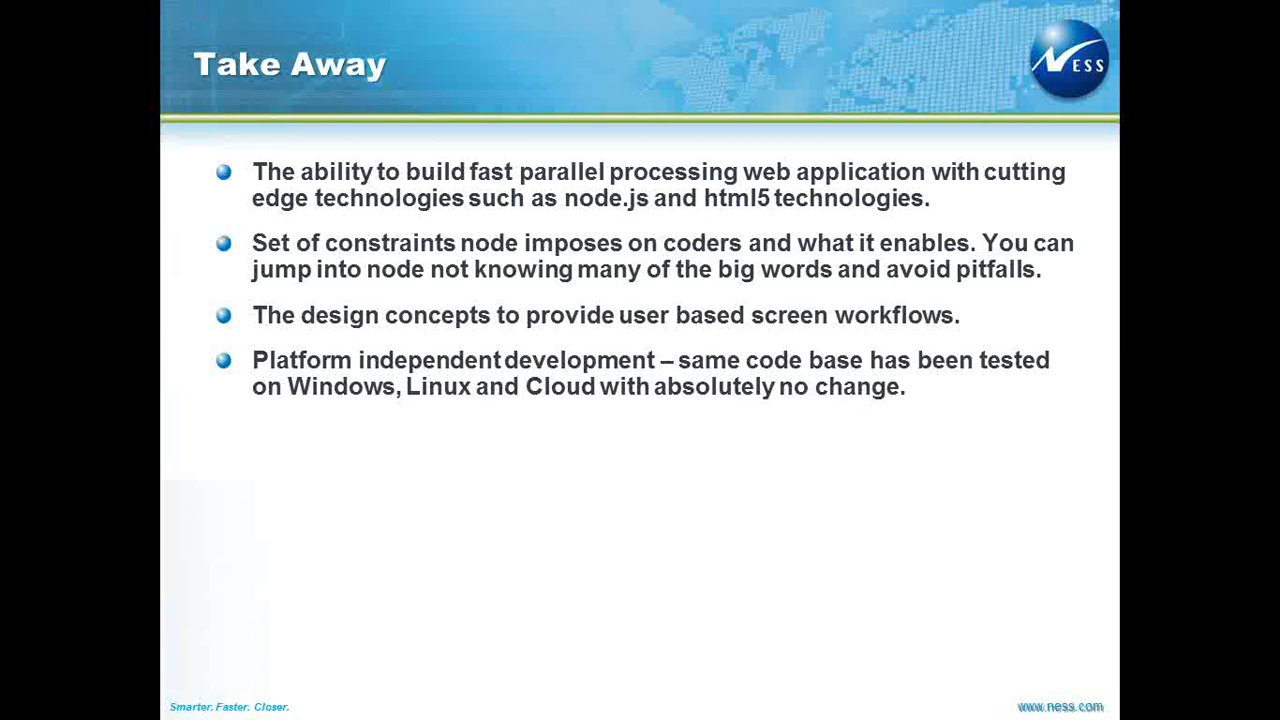 Take Away
NESS
The ability to build fast parallel processing web application with cutting
edge technologies such as node.js and html5 technologies.
Set of constraints node imposes on coders and what it enables. You can
jump into node not knowing many of the big words and avoid pitfalls.
The design concepts to provide user based screen workflows.
Platform independent development – same code base has been tested
on Windows, Linux and Cloud with absolutely no change.
Smarter. Faster. Closer.
www.ness.com